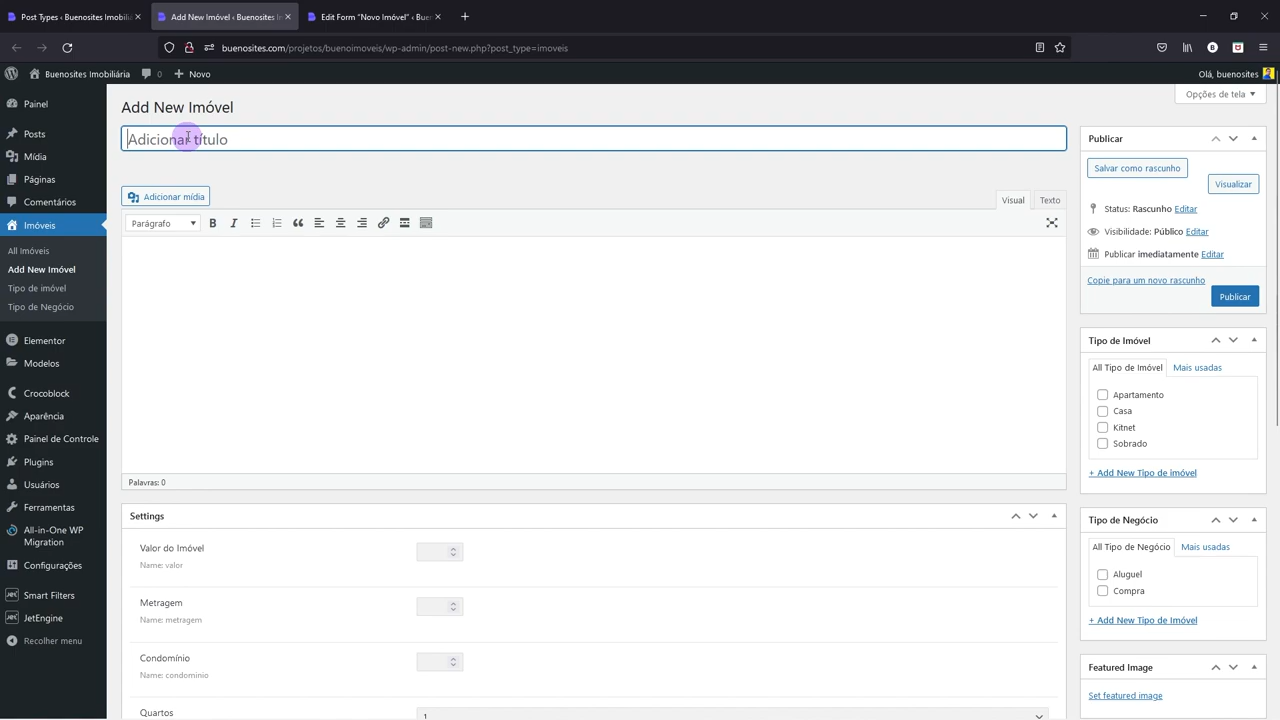 Post Types ‹ Buenosites Imobili
Add New Imóvel ‹ Buenosites In
Edit Form "Novo Imóvel" ‹ Bu
buenosites.com/projetos/buenoimoveis/wp-admin/post-new.php?post_type=imoveis
Buenosites Imobiliária
0
Novo
Olá, buenosites
Painel
Posts
Mídia
Páginas
Comentários
Imóveis
All Imóveis
Add New Imóvel
Tipo de imóvel
Tipo de Negócio
Elementor
Modelos
Crocoblock
Aparência
Painel de Controle
Plugins
Usuários
Ferramentas
All-in-One WP
Migration
Configurações
Smart Filters
JetEngine
Recolher menu
Opções de tela
Add New Imóvel
Adicionar título
Adicionar mídia
Visual
Texto
Parágrafo
Palavras: 0
Settings
Valor do Imóvel
Name: valor
Metragem
Name: metragem
Condomínio
Name: condominio
Quartos
1
Publicar
Salvar como rascunho
Visualizar
Status: Rascunho Editar
Visibilidade: Público Editar
Publicar imediatamente Editar
Copie para um novo rascunho
Publicar
Tipo de Imóvel
All Tipo de Imóvel
Mais usadas
Apartamento
Casa
Kitnet
Sobrado
+ Add New Tipo de imóvel
Tipo de Negócio
All Tipo de Negócio
Mais usadas
Aluguel
Compra
+ Add New Tipo de Imóvel
Featured Image
Set featured image